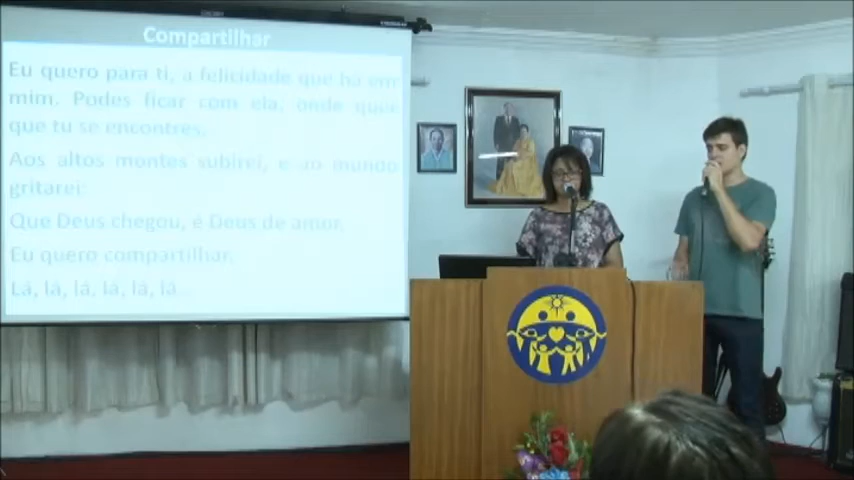 Compartilhar
Eu quero para ti, a felicidade que há em
mim. Podes ficar com ela, onde quer
que tu se encontres.
Aos altos montes subirei, e ao mundo
gritarei:
Que Deus chegou, é Deus de amor,
Eu quero compartilhar.
Lá, lá, lá, lá, lá, lá...